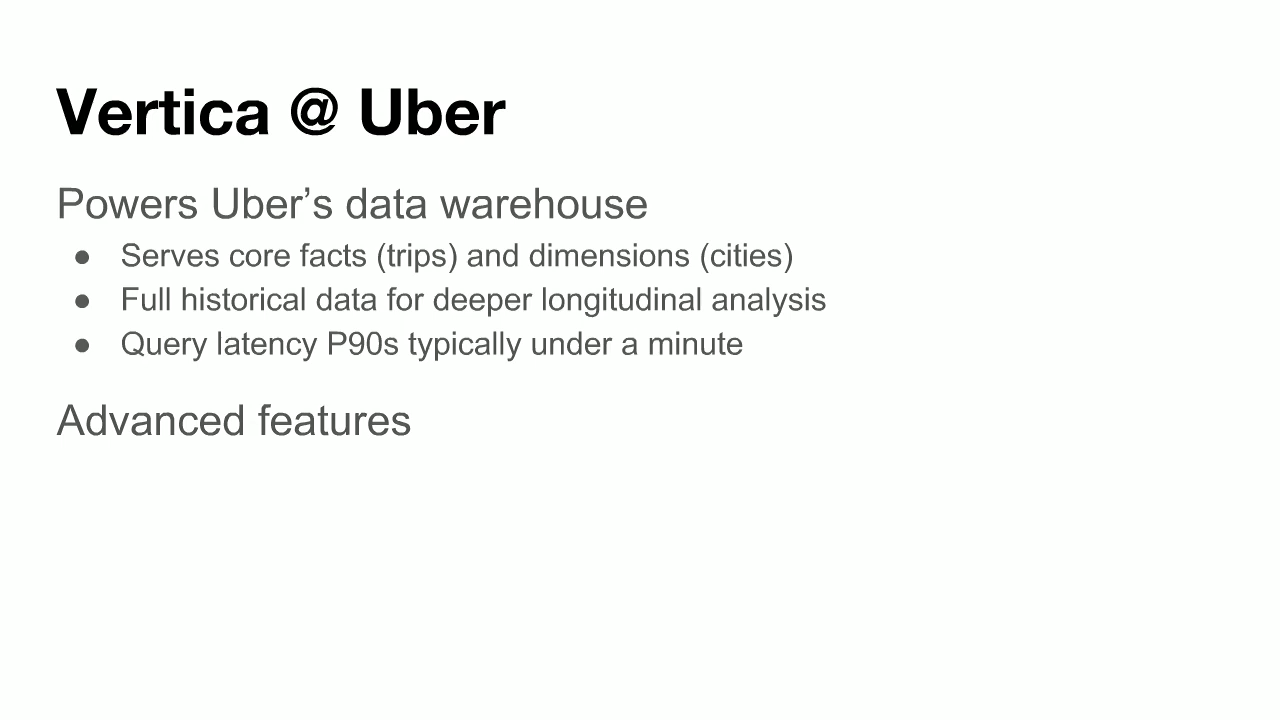 Vertica @ Uber
Powers Uber’s data warehouse
● Serves core facts (trips) and dimensions (cities)
● Full historical data for deeper longitudinal analysis
● Query latency P90s typically under a minute
Advanced features